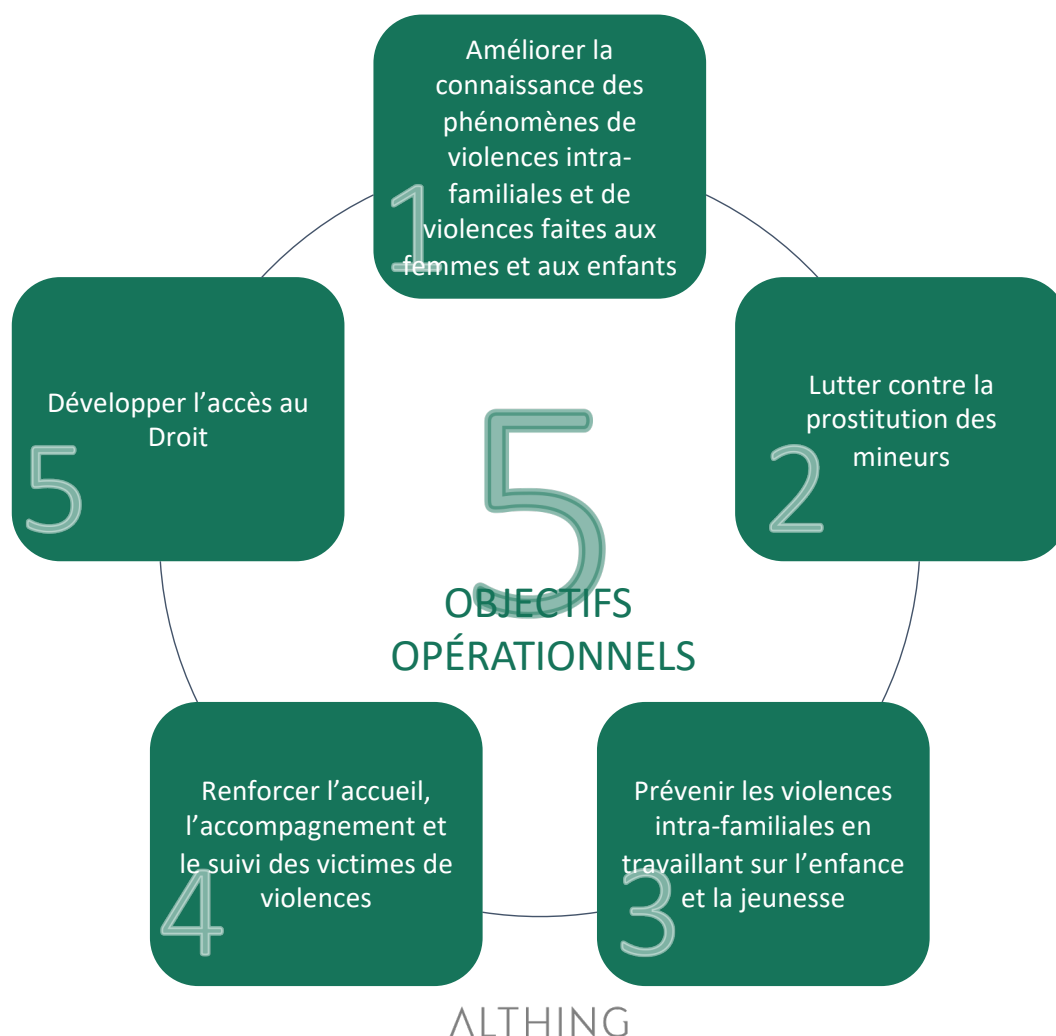 Améliorer la
connaissance des
phénomènes de
violences intra-
familiales et de
violences faites aux
femmes et aux enfants
1
Lutter contre la
prostitution des
mineurs
2
Prévenir les violences
intra-familiales en
travaillant sur l’enfance
et la jeunesse
3
Renforcer l’accueil,
l’accompagnement et
le suivi des victimes de
violences
4
Développer l’accès au
Droit
5
5
OBJECTIFS
OPÉRATIONNELS
ALTHING